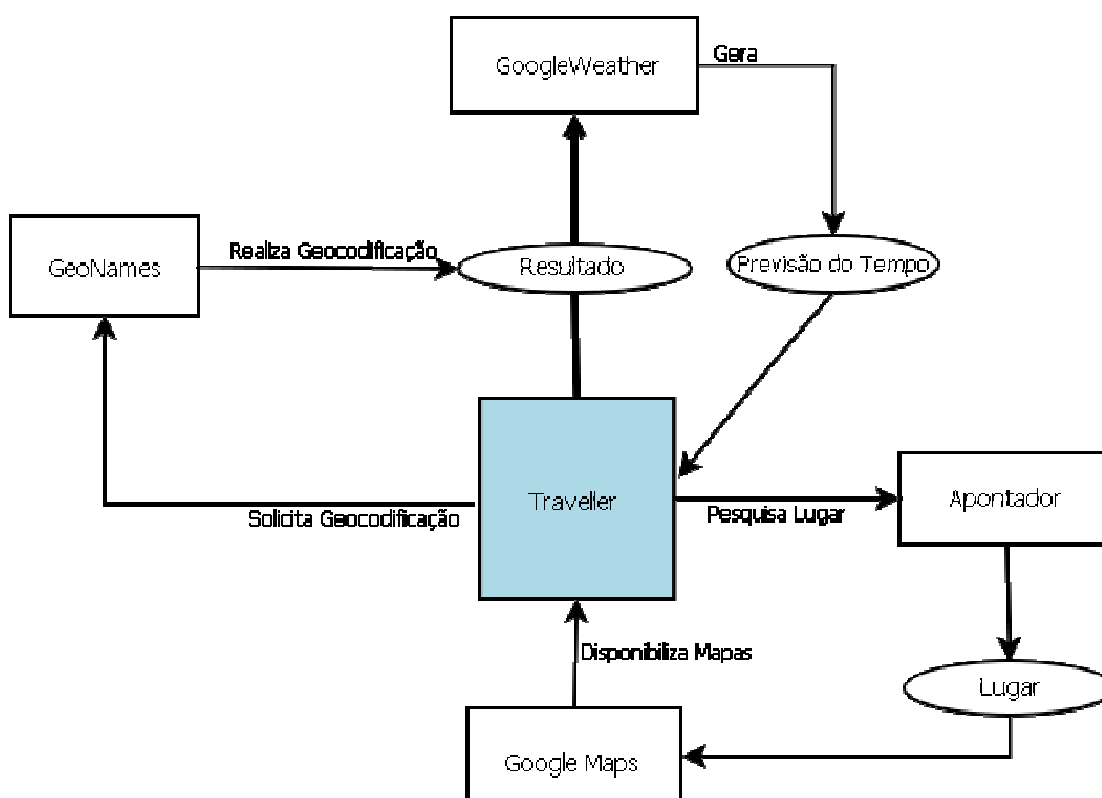 GoogleWeather
Gera
GeoNames
Realiza Geocodificação
Resultado
Previsão do Tempo
Traveller
Solicita Geocodificação
Pesquisa Lugar
Apontador
Disponibiliza Mapas
Lugar
Google Maps